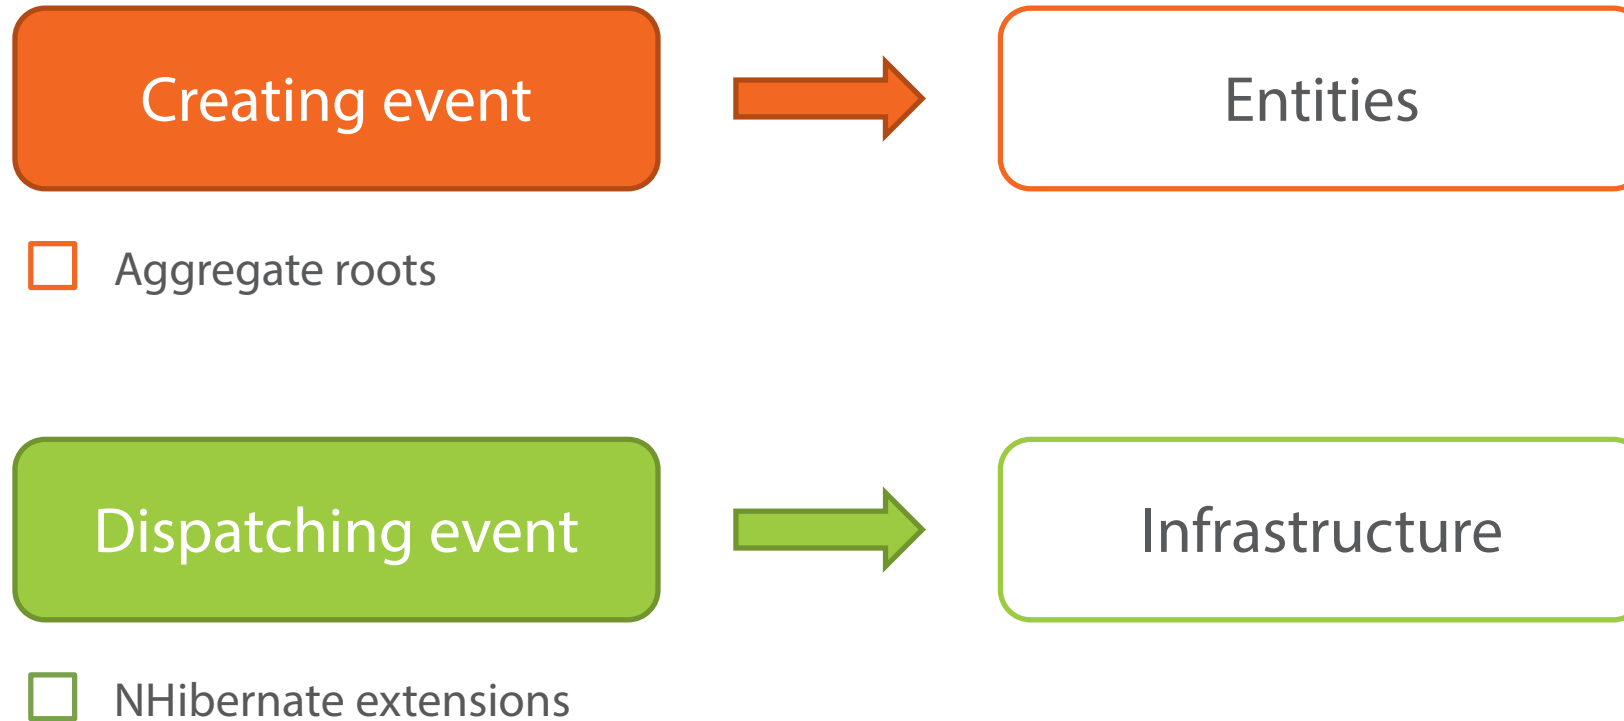 Creating event
Entities
Aggregate roots
Dispatching event
Infrastructure
NHibernate extensions